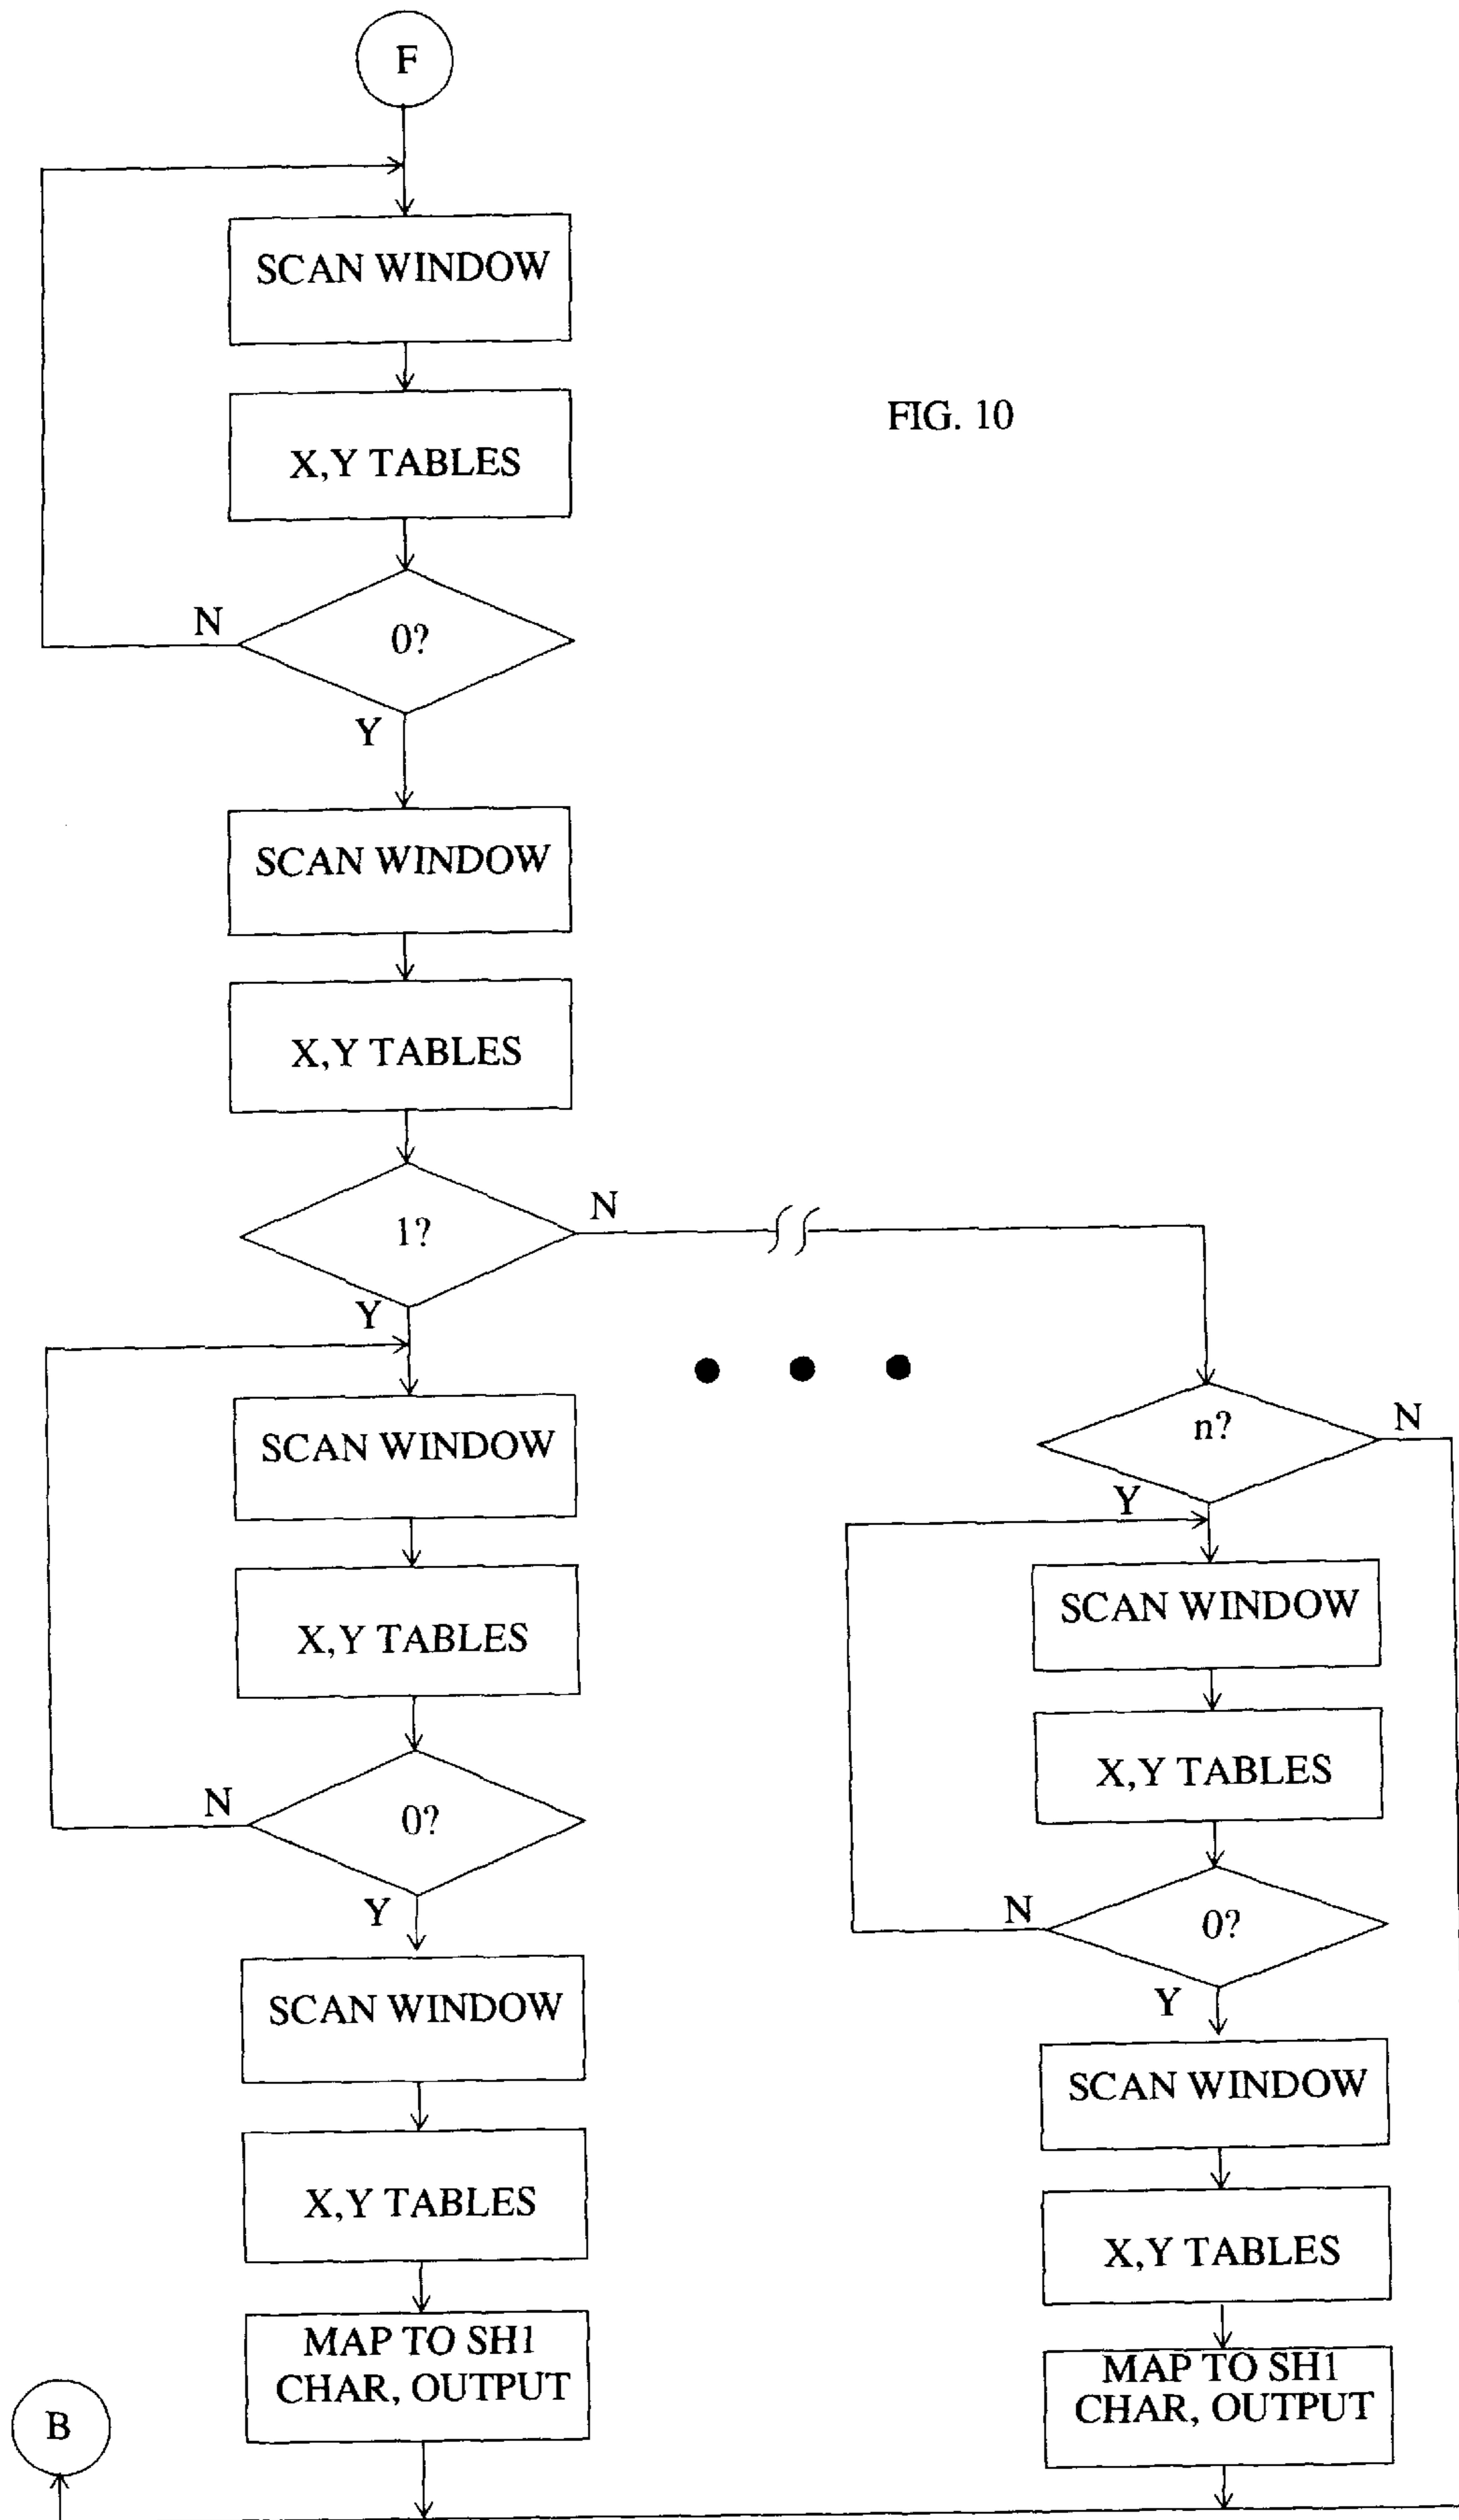 F
SCAN WINDOW
X,Y TABLES
FIG. 10
0?
N
Y
SCAN WINDOW
X,Y TABLES
1?
N
Y
SCAN WINDOW
X,Y TABLES
0?
N
Y
SCAN WINDOW
X,Y TABLES
MAP TO SH1
CHAR, OUTPUT
n?
N
Y
SCAN WINDOW
X,Y TABLES
0?
N
Y
SCAN WINDOW
X,Y TABLES
MAP TO SH1
CHAR, OUTPUT
B